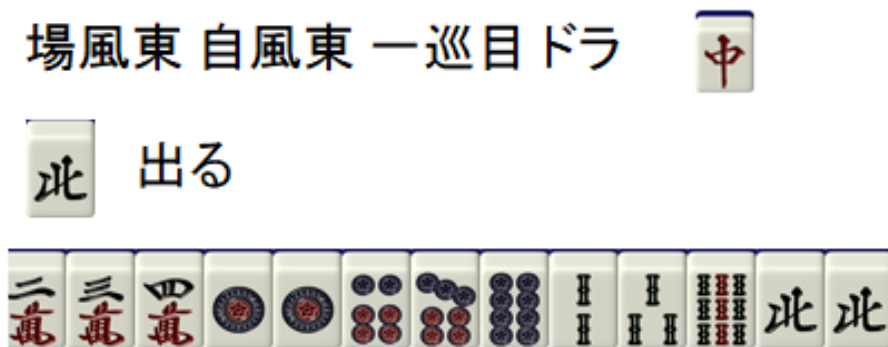 場風東 自風東 一巡目 ドラ 中
北 出る
二萬 三萬 四萬 北 北